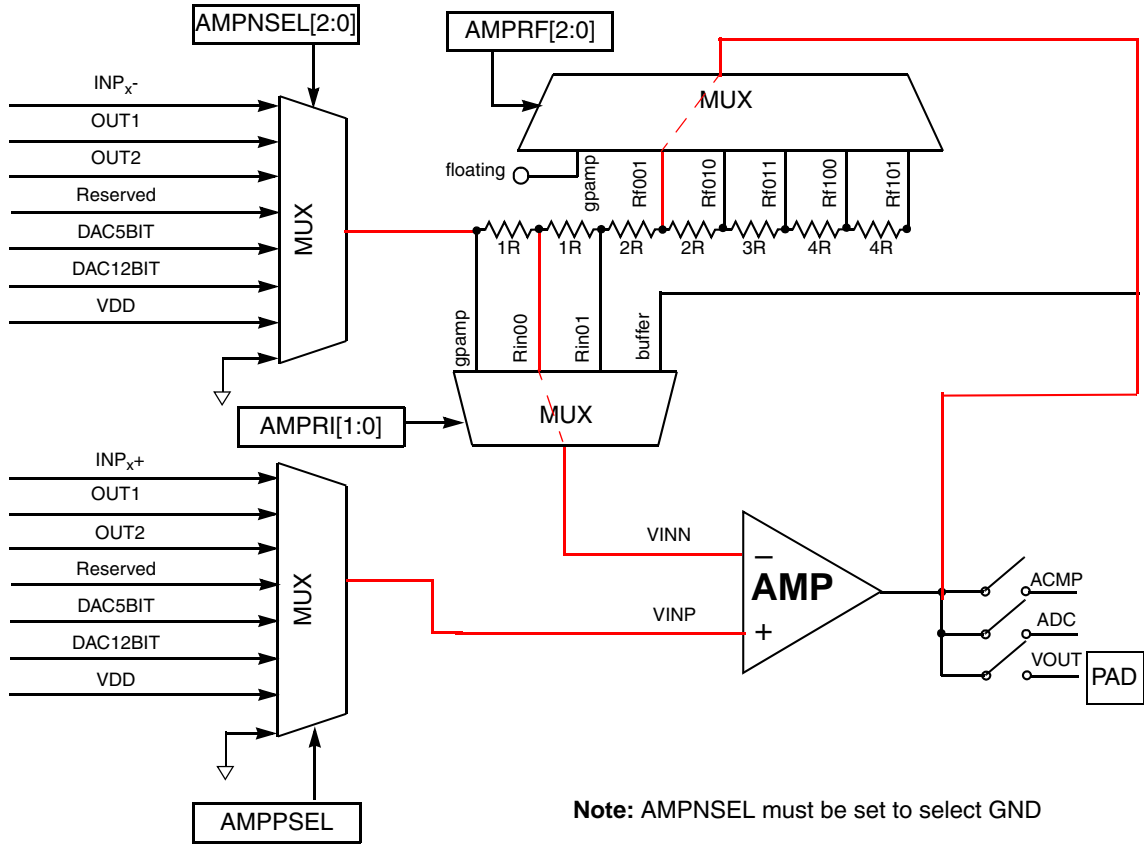 AMPNSEL[2:0]
AMPRF[2:0]
INPx-
OUT1
OUT2
Reserved
DAC5BIT
DAC12BIT
VDD
MUX
MUX
floating
gpamp
Rf001
Rf010
Rf011
Rf100
Rf101
1R
1R
2R
2R
3R
4R
4R
gpamp
Rin00
Rin01
buffer
MUX
AMPRI[1:0]
INPx+
OUT1
OUT2
Reserved
DAC5BIT
DAC12BIT
VDD
MUX
VINN
VINP
–
AMP
+
ACMP
ADC
VOUT
PAD
AMPPSEL
Note: AMPNSEL must be set to select GND